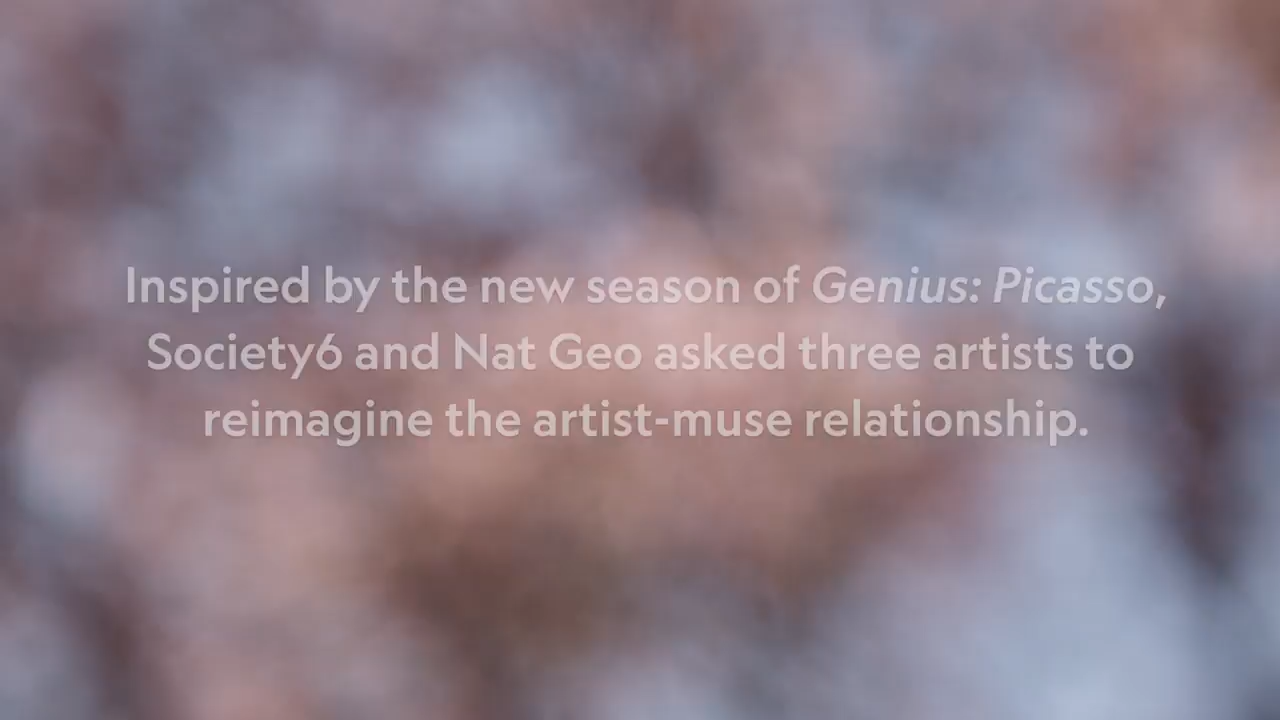 Inspired by the new season of Genius: Picasso,
Society6 and Nat Geo asked three artists to
reimagine the artist-muse relationship.